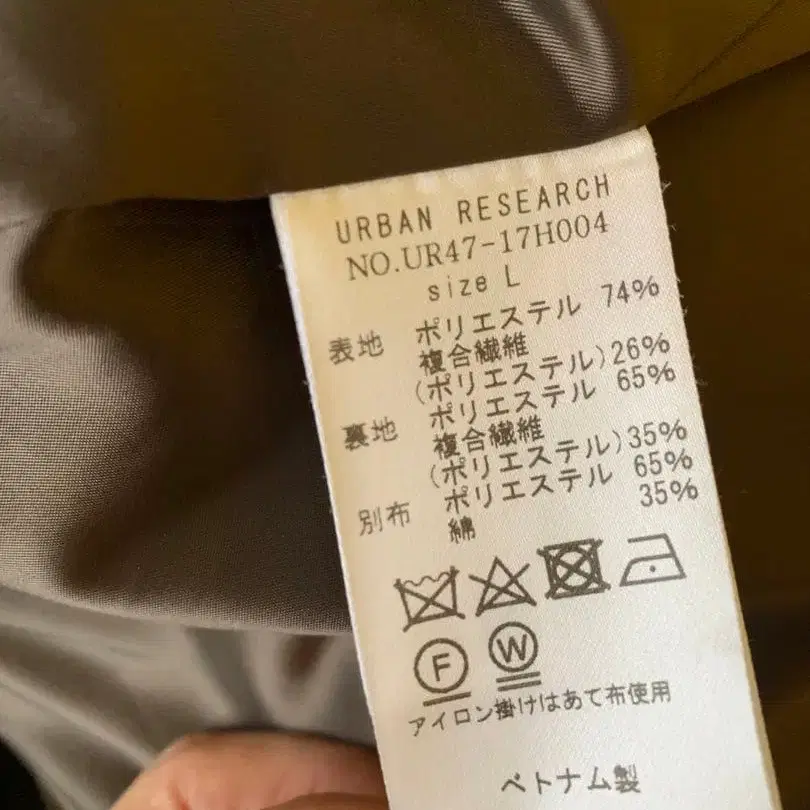 URBAN RESEARCH
NO.UR47-17H004
size L
表地 ポリエステル 74%
複合繊維
(ポリエステル)26%
裏地 ポリエステル 65%
複合繊維
(ポリエステル)35%
別布 ポリエステル 65%
綿 35%
F W
アイロン掛けはあて布使用
ベトナム製